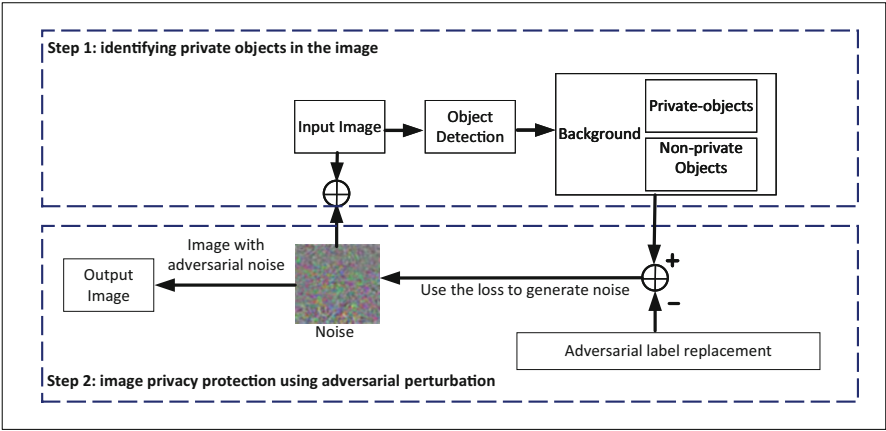 Step 1: identifying private objects in the image
Input Image
Object
Detection
Background
Private-objects
Non-private
Objects
Image with
adversarial noise
Output
Image
Noise
Use the loss to generate noise
+
−
Adversarial label replacement
Step 2: image privacy protection using adversarial perturbation